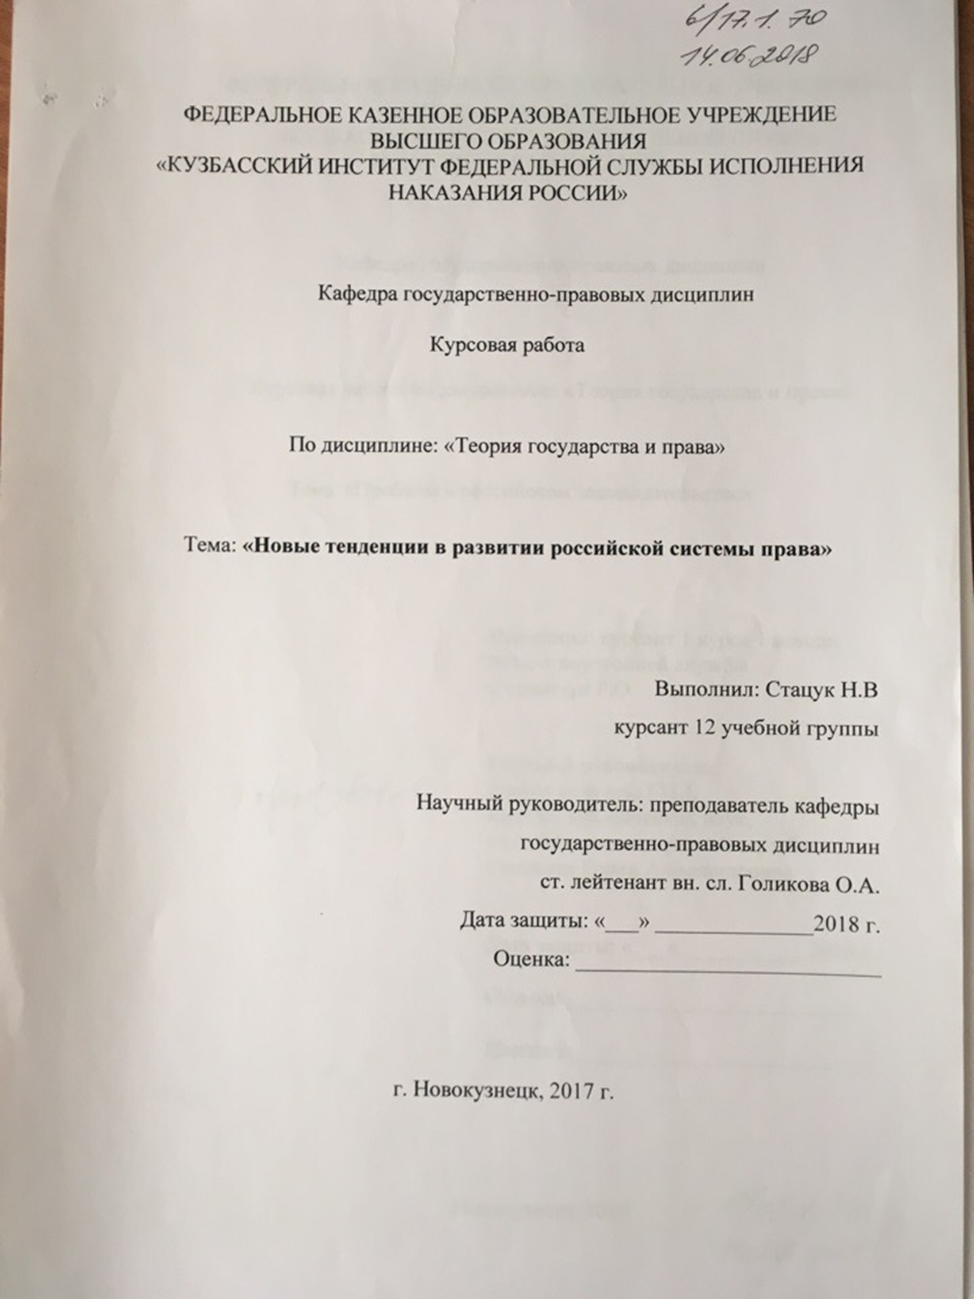 6/17.1. 70
14.06.2018
ФЕДЕРАЛЬНОЕ КАЗЕННОЕ ОБРАЗОВАТЕЛЬНОЕ УЧРЕЖДЕНИЕ
ВЫСШЕГО ОБРАЗОВАНИЯ
«КУЗБАССКИЙ ИНСТИТУТ ФЕДЕРАЛЬНОЙ СЛУЖБЫ ИСПОЛНЕНИЯ
НАКАЗАНИЯ РОССИИ»
Кафедра государственно-правовых дисциплин
Курсовая работа
По дисциплине: «Теория государства и права»
Тема: «Новые тенденции в развитии российской системы права»
Выполнил: Стацук Н.В
курсант 12 учебной группы
Научный руководитель: преподаватель кафедры
государственно-правовых дисциплин
ст. лейтенант вн. сл. Голикова О.А.
Дата защиты: «___» ______________2018 г.
Оценка: ___________________________
г. Новокузнецк, 2017 г.